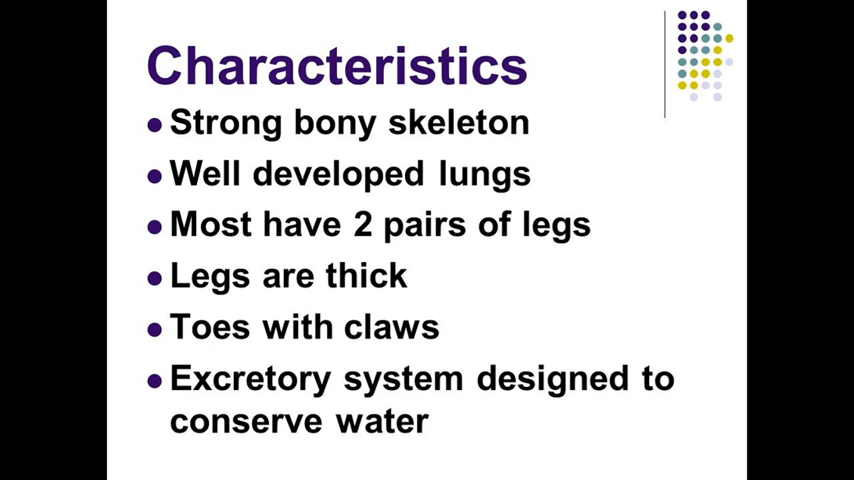 Characteristics
Strong bony skeleton
Well developed lungs
Most have 2 pairs of legs
Legs are thick
Toes with claws
Excretory system designed to
conserve water